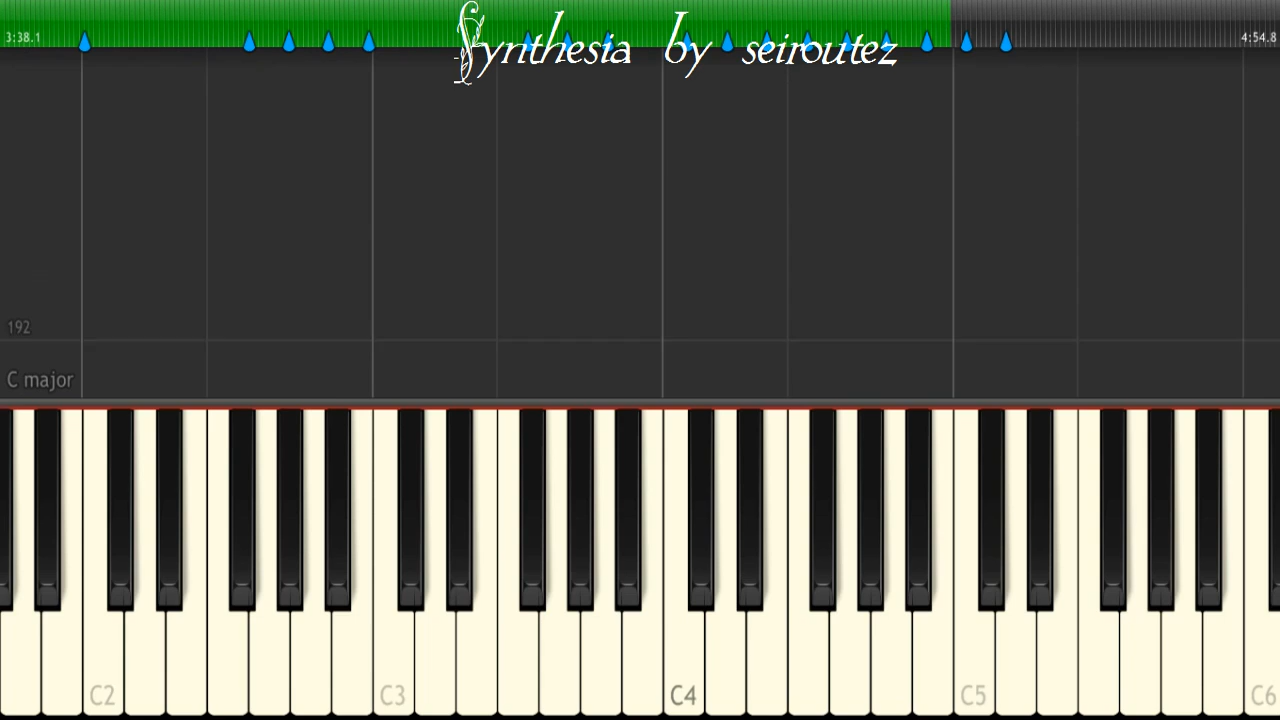 3:38.1
Synthesia by seiroutez
4:54.8
192
C major
C2
C3
C4
C5
C6